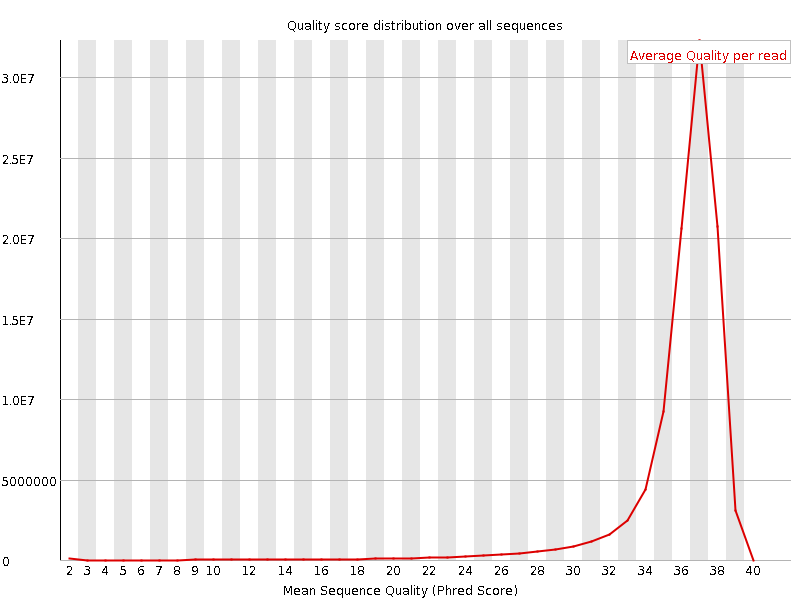 Quality score distribution over all sequences
Average Quality per read
3.0E7
2.5E7
2.0E7
1.5E7
1.0E7
5000000
0
2 3 4 5 6 7 8 9 10 12 14 16 18 20 22 24 26 28 30 32 34 36 38 40
Mean Sequence Quality (Phred Score)